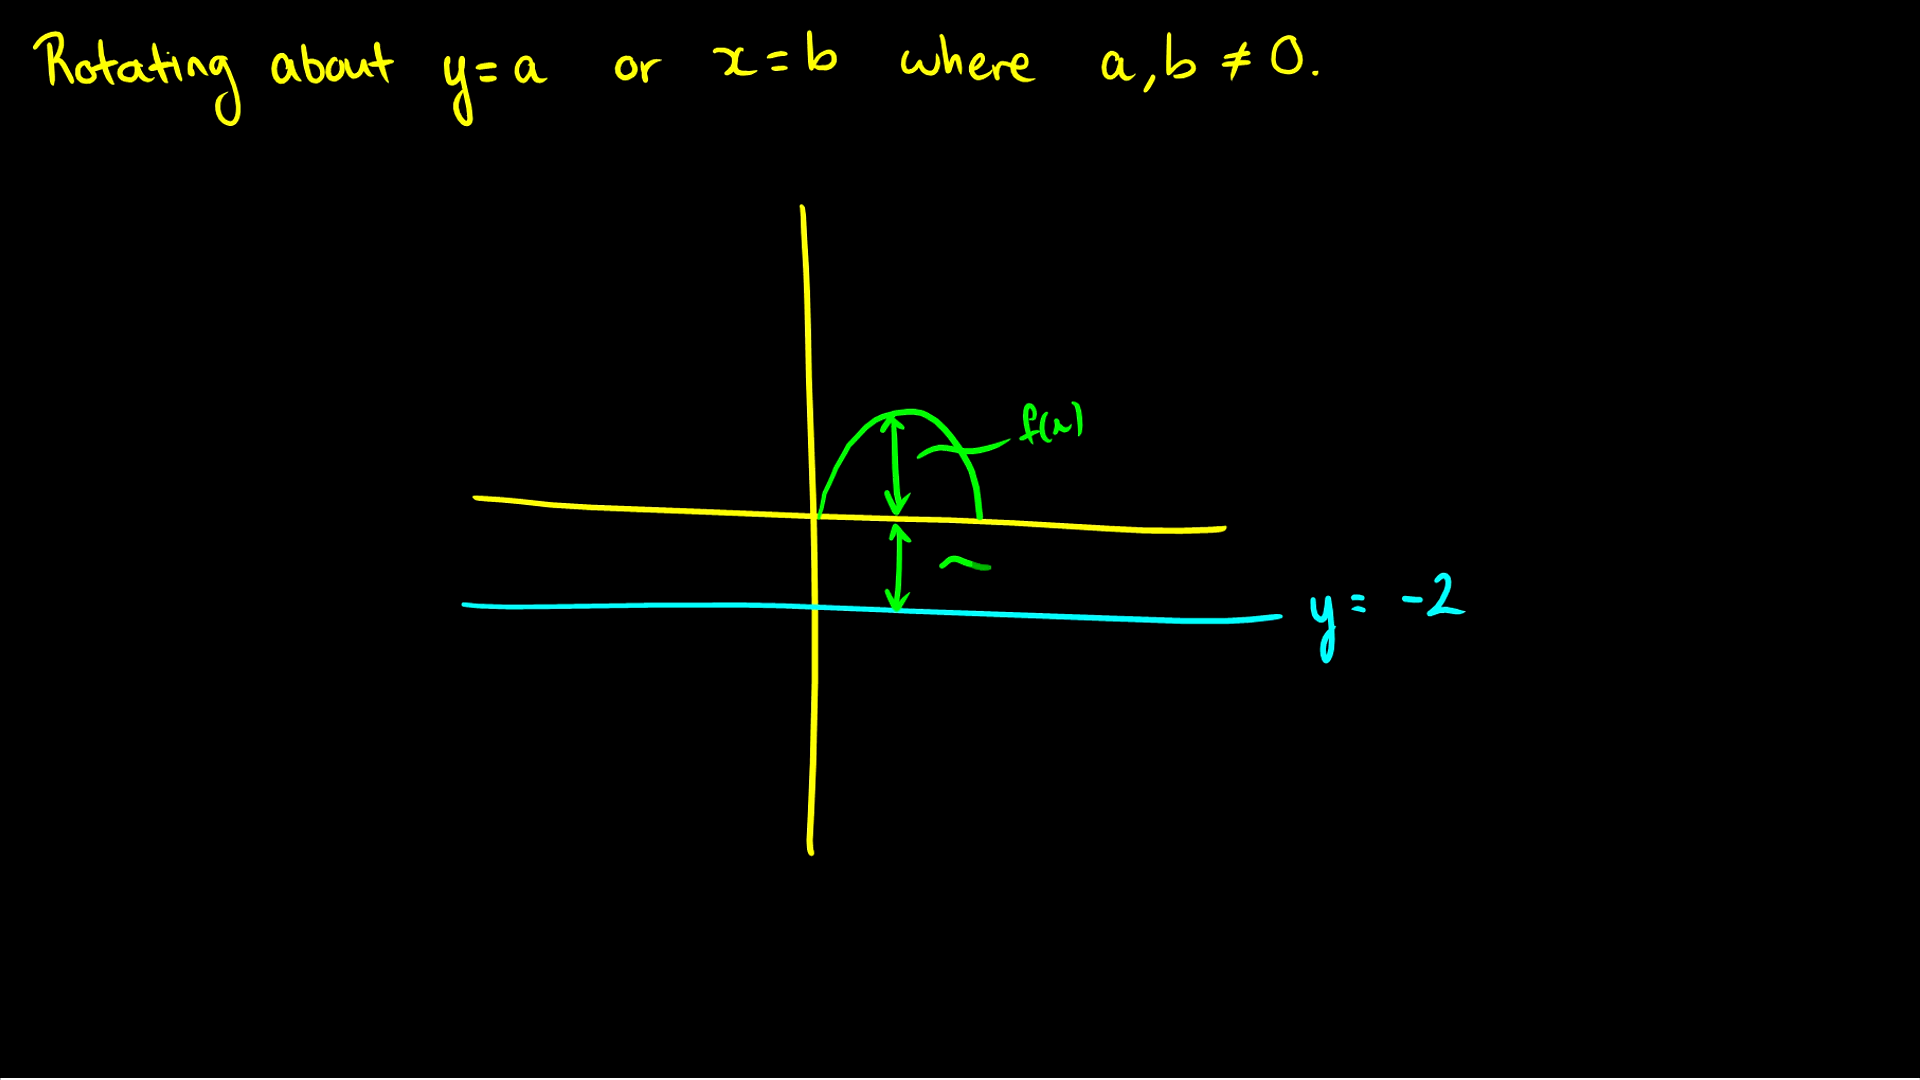 Rotating about y=a or x=b where a,b ≠ 0.
f(x)
y= -2